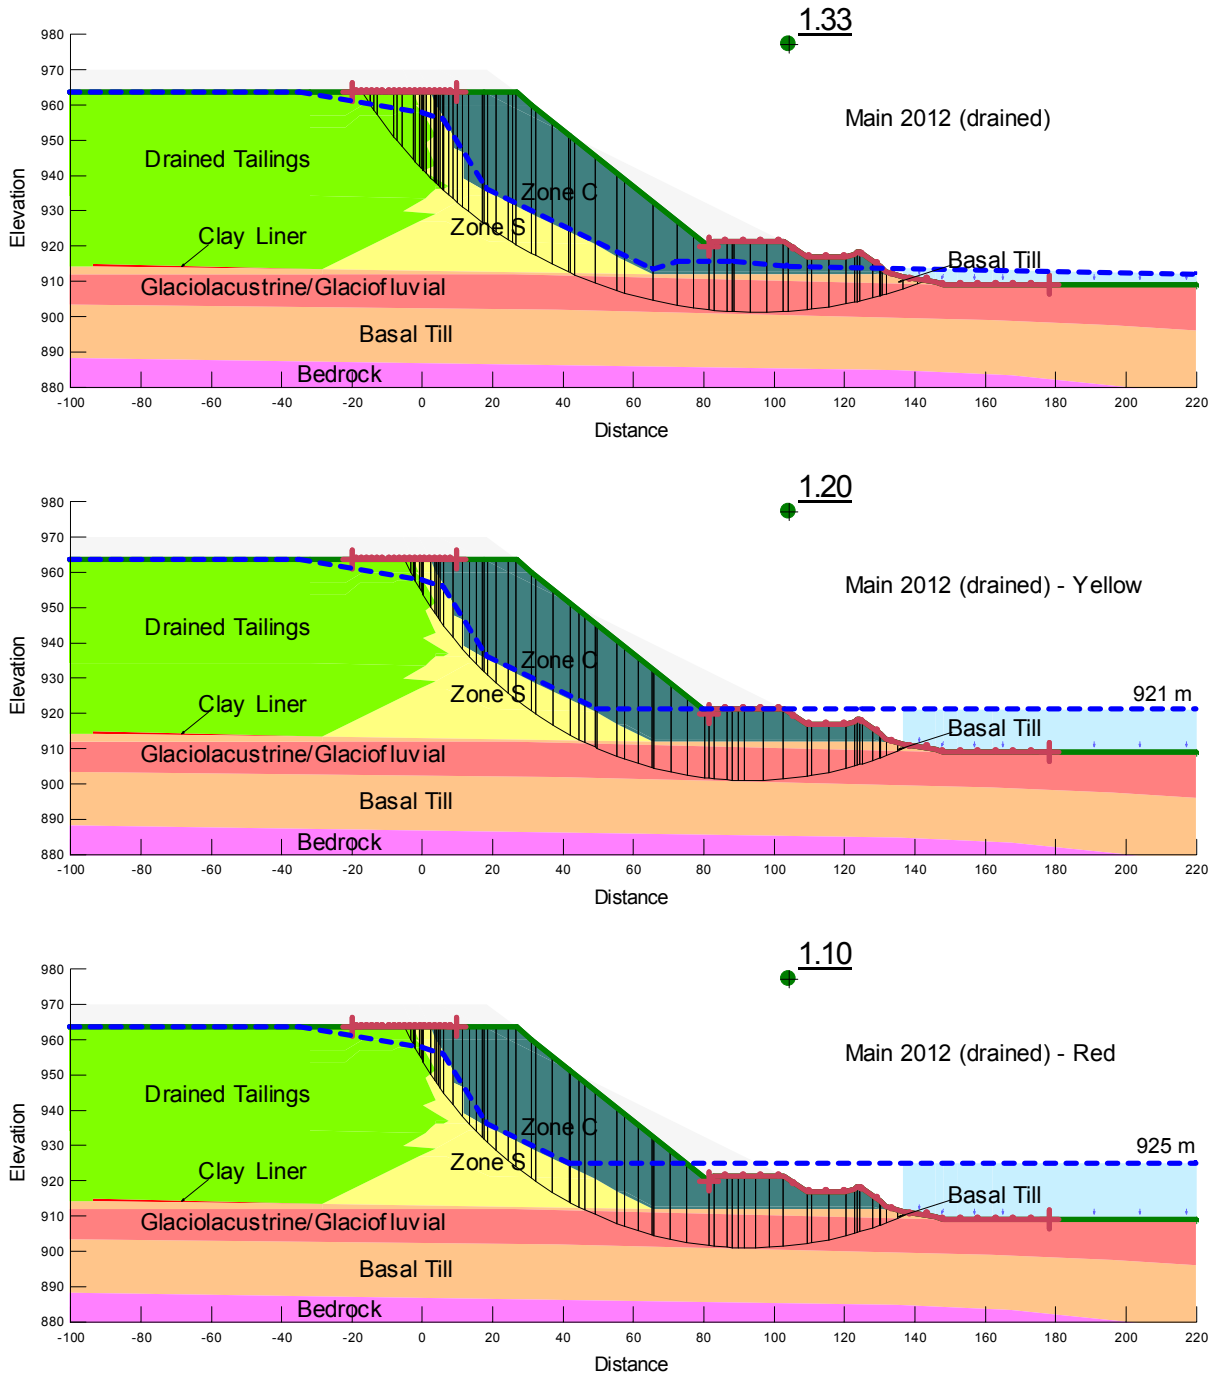 1.33
980
970
960
950
940
930
920
910
900
890
880
Elevation
Main 2012 (drained)
Drained Tailings
Zone C
Zone S
Clay Liner
Basal Till
Glaciolacustrine/Glaciofluvial
Basal Till
Bedrock
-100 -80 -60 -40 -20 0 20 40 60 80 100 120 140 160 180 200 220
Distance
1.20
980
970
960
950
940
930
920
910
900
890
880
Elevation
Main 2012 (drained) - Yellow
Drained Tailings
Zone C
Zone S
921 m
Clay Liner
Basal Till
Glaciolacustrine/Glaciofluvial
Basal Till
Bedrock
-100 -80 -60 -40 -20 0 20 40 60 80 100 120 140 160 180 200 220
Distance
1.10
980
970
960
950
940
930
920
910
900
890
880
Elevation
Main 2012 (drained) - Red
Drained Tailings
Zone C
925 m
Zone S
Clay Liner
Basal Till
Glaciolacustrine/Glaciofluvial
Basal Till
Bedrock
-100 -80 -60 -40 -20 0 20 40 60 80 100 120 140 160 180 200 220
Distance